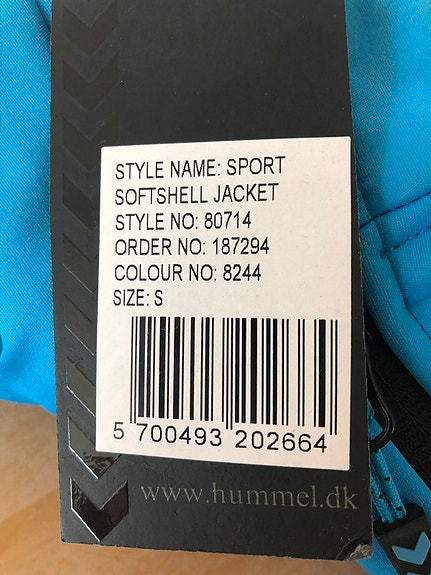 STYLE NAME: SPORT
SOFTSHELL JACKET
STYLE NO: 80714
ORDER NO: 187294
COLOUR NO: 8244
SIZE: S
5 700493 202664
www.hummel.dk